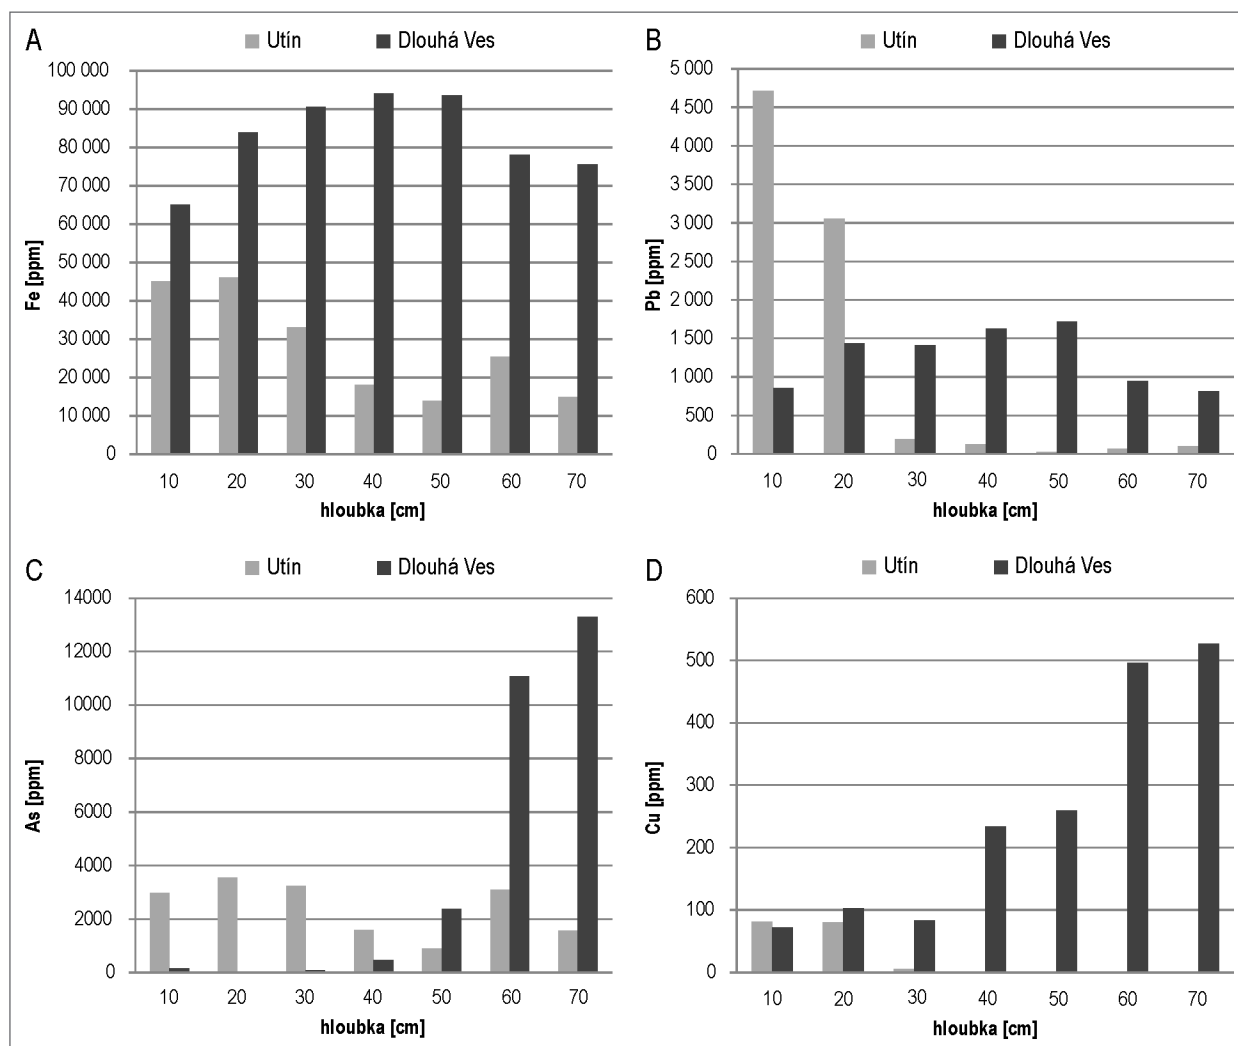 A
Utín
Dlouhá Ves
100 000
90 000
80 000
70 000
60 000
50 000
40 000
30 000
20 000
10 000
0
Fe [ppm]
10 20 30 40 50 60 70
hloubka [cm]
B
Utín
Dlouhá Ves
5 000
4 500
4 000
3 500
3 000
2 500
2 000
1 500
1 000
500
0
Pb [ppm]
10 20 30 40 50 60 70
hloubka [cm]
C
Utín
Dlouhá Ves
14000
12000
10000
8000
6000
4000
2000
0
As [ppm]
10 20 30 40 50 60 70
hloubka [cm]
D
Utín
Dlouhá Ves
600
500
400
300
200
100
0
Cu [ppm]
10 20 30 40 50 60 70
hloubka [cm]